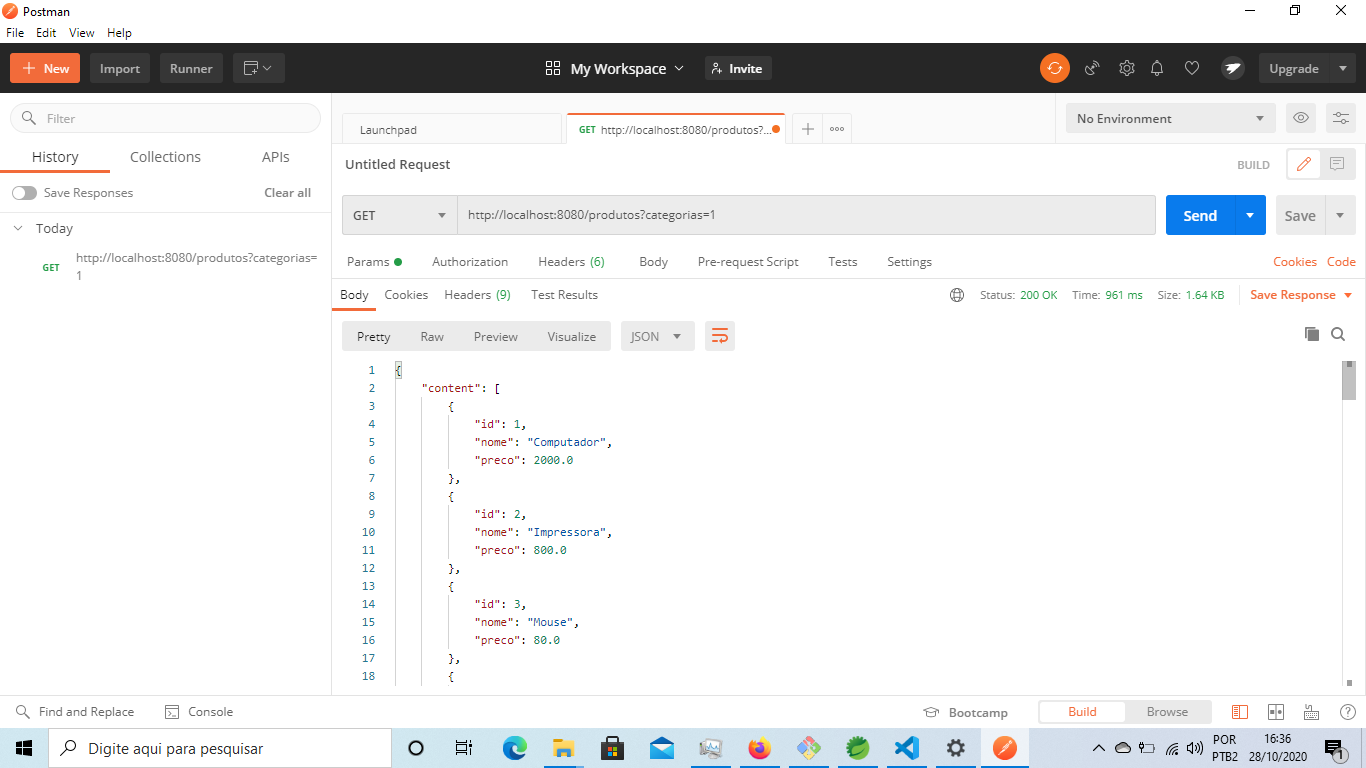 Postman
File Edit View Help
New Import Runner My Workspace Invite Upgrade
Filter
History Collections APIs
Save Responses Clear all
Today
GET http://localhost:8080/produtos?categorias=
1
Launchpad GET http://localhost:8080/produtos?... No Environment
Untitled Request BUILD
GET http://localhost:8080/produtos?categorias=1 Send Save
Params Authorization Headers (6) Body Pre-request Script Tests Settings Cookies Code
Body Cookies Headers (9) Test Results Status: 200 OK Time: 961 ms Size: 1.64 KB Save Response
Pretty Raw Preview Visualize JSON
1 {
2 "content": [
3 {
4 "id": 1,
5 "nome": "Computador",
6 "preco": 2000.0
7 },
8 {
9 "id": 2,
10 "nome": "Impressora",
11 "preco": 800.0
12 },
13 {
14 "id": 3,
15 "nome": "Mouse",
16 "preco": 80.0
17 },
18 {
Find and Replace Console Bootcamp Build Browse
Digite aqui para pesquisar
POR 16:36
PTB2 28/10/2020 1